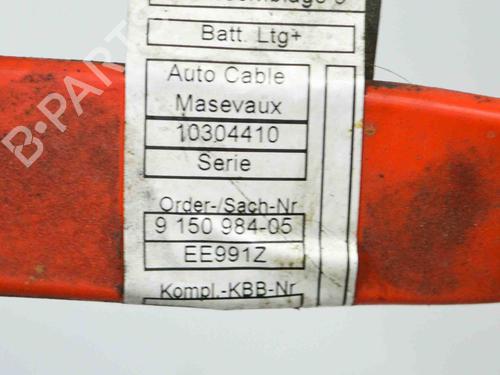 Batt. Ltg+
Auto Cable
Masevaux
10304410
Serie
Order-/Sach-Nr
9 150 984-05
EE991Z
Kompl.-KBB-Nr
B-PARTS